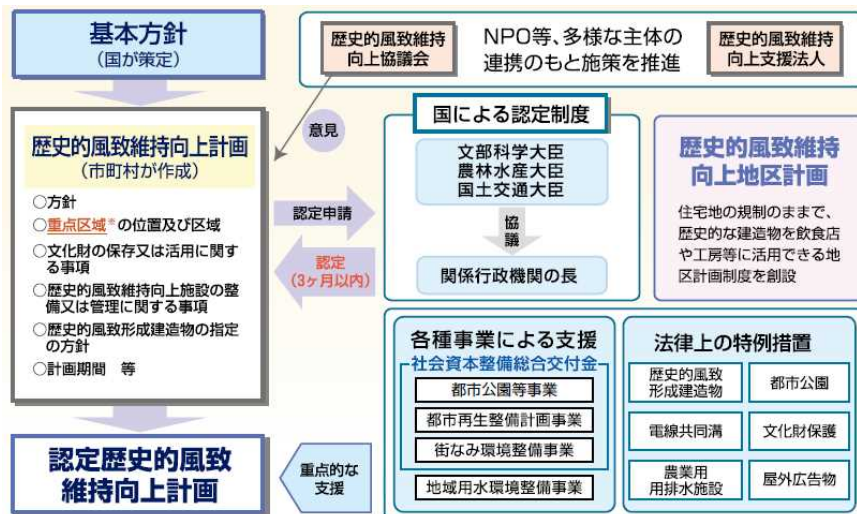 基本方針
（国が策定）
歴史的風致維持
向上協議会
NPO等、多様な主体の
連携のもと施策を推進
歴史的風致維持
向上支援法人
意見
歴史的風致維持向上計画
（市町村が作成）
○方針
○重点区域※の位置及び区域
○文化財の保存又は活用に関す
る事項
○歴史的風致維持向上施設の整
備又は管理に関する事項
○歴史的風致形成建造物の指定
の方針
○計画期間　等
認定申請
認定
（3ヶ月以内）
国による認定制度
文部科学大臣
農林水産大臣
国土交通大臣
協議
関係行政機関の長
歴史的風致維持
向上地区計画
住宅地の規制のままで、
歴史的な建造物を飲食店
や工房等に活用できる地
区計画制度を創設
認定歴史的風致
維持向上計画
重点的な
支援
各種事業による支援
社会資本整備総合交付金
都市公園等事業
都市再生整備計画事業
街なみ環境整備事業
地域用水環境整備事業
法律上の特例措置
歴史的風致
形成建造物
都市公園
電線共同溝
文化財保護
農業用
用排水施設
屋外広告物